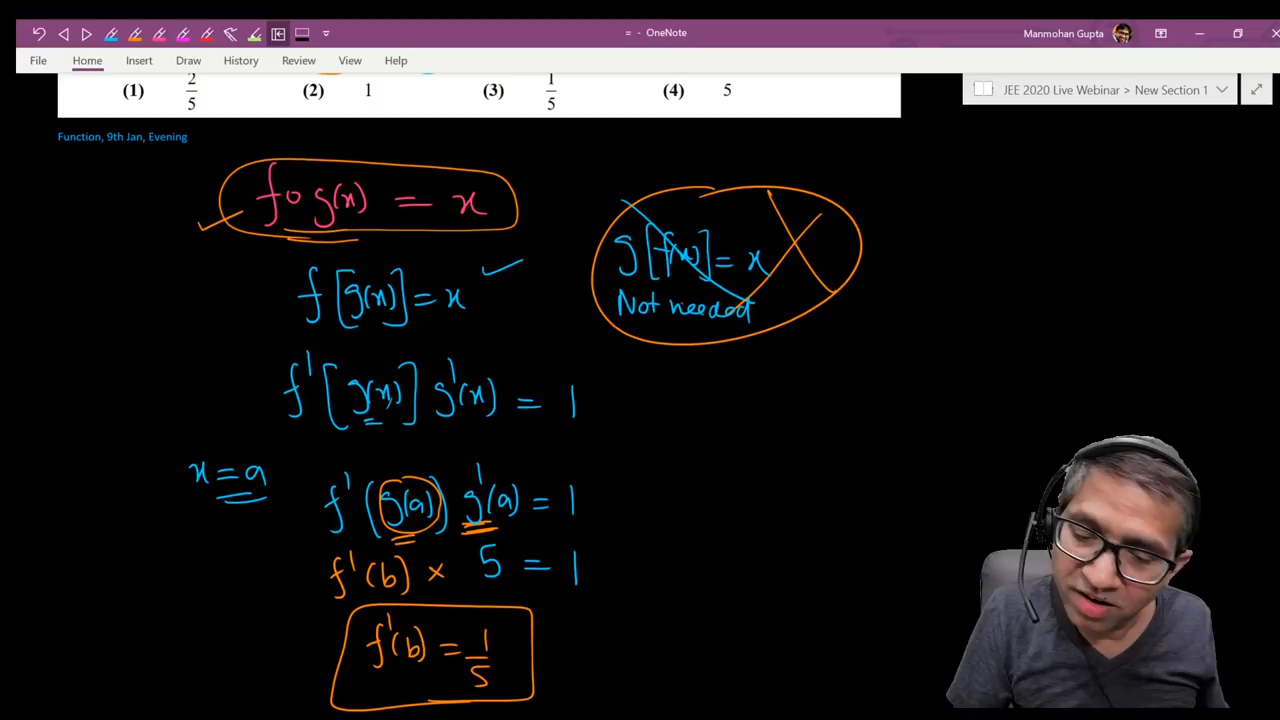 = - OneNote
Manmohan Gupta
File Home Insert Draw History Review View Help
JEE 2020 Live Webinar > New Section 1
(1) 2/5 (2) 1 (3) 1/5 (4) 5
Function, 9th Jan, Evening
fog(x) = x
f[g(x)] = x
g[f(x)] = x
Not needed
f'[g(x)] g'(x) = 1
x = a
f'(g(a)) g'(a) = 1
f'(b) × 5 = 1
f'(b) = 1/5